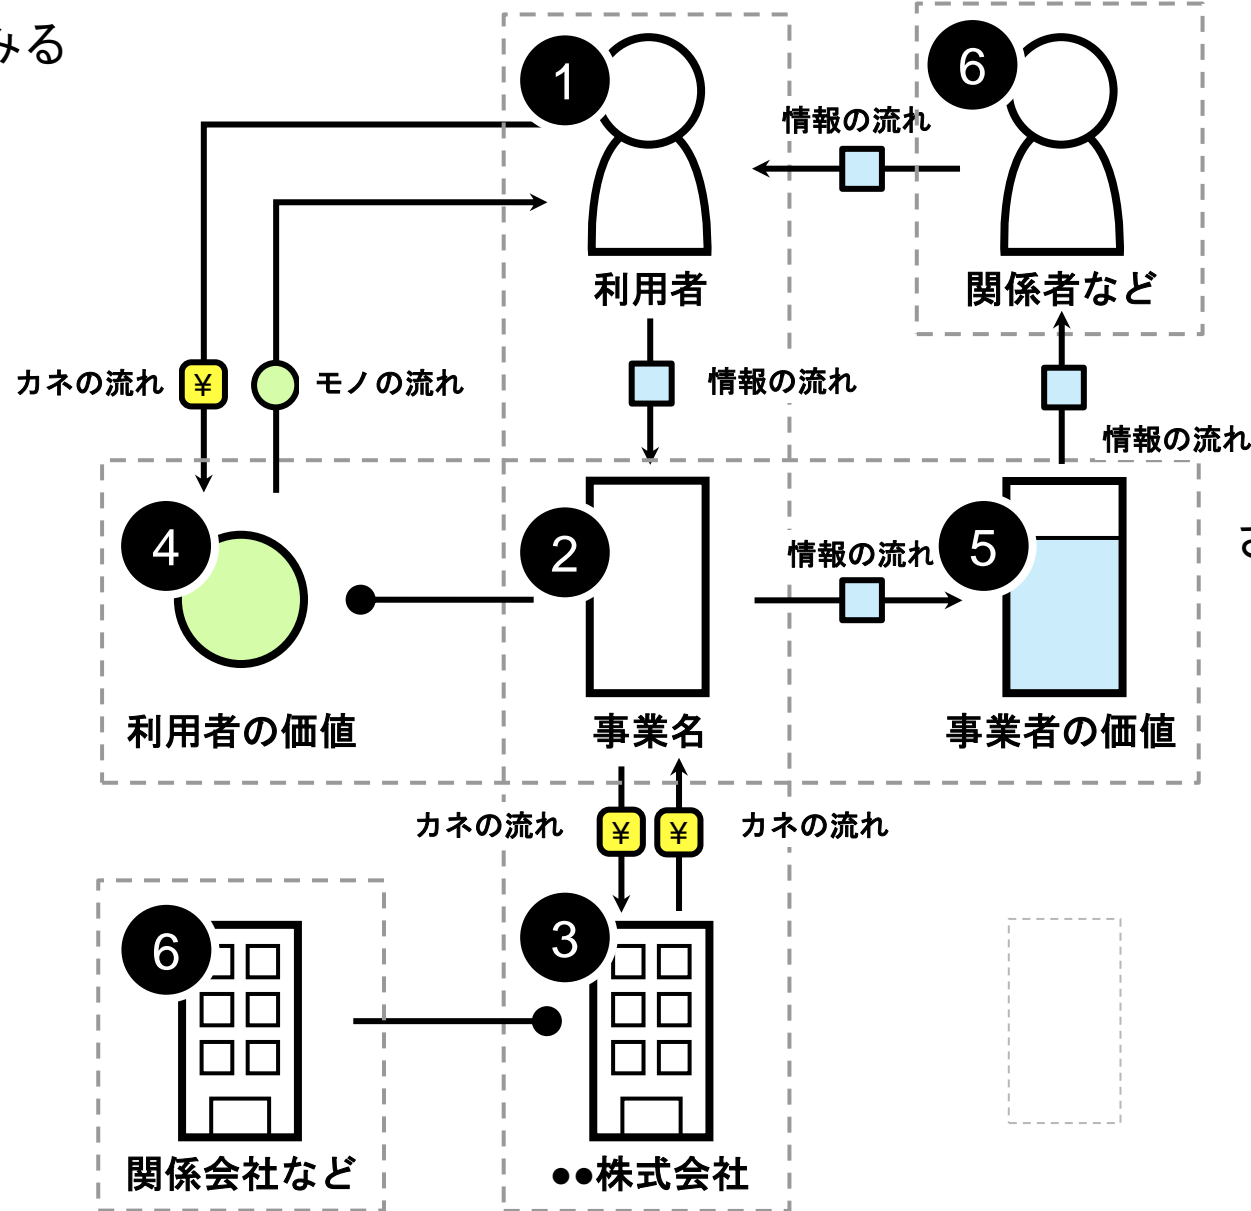 みる
1
6
情報の流れ
利用者
関係者など
カネの流れ
¥
モノの流れ
情報の流れ
情報の流れ
4
2
情報の流れ
5
利用者の価値
事業名
事業者の価値
カネの流れ
¥
¥
カネの流れ
6
3
関係会社など
●●株式会社